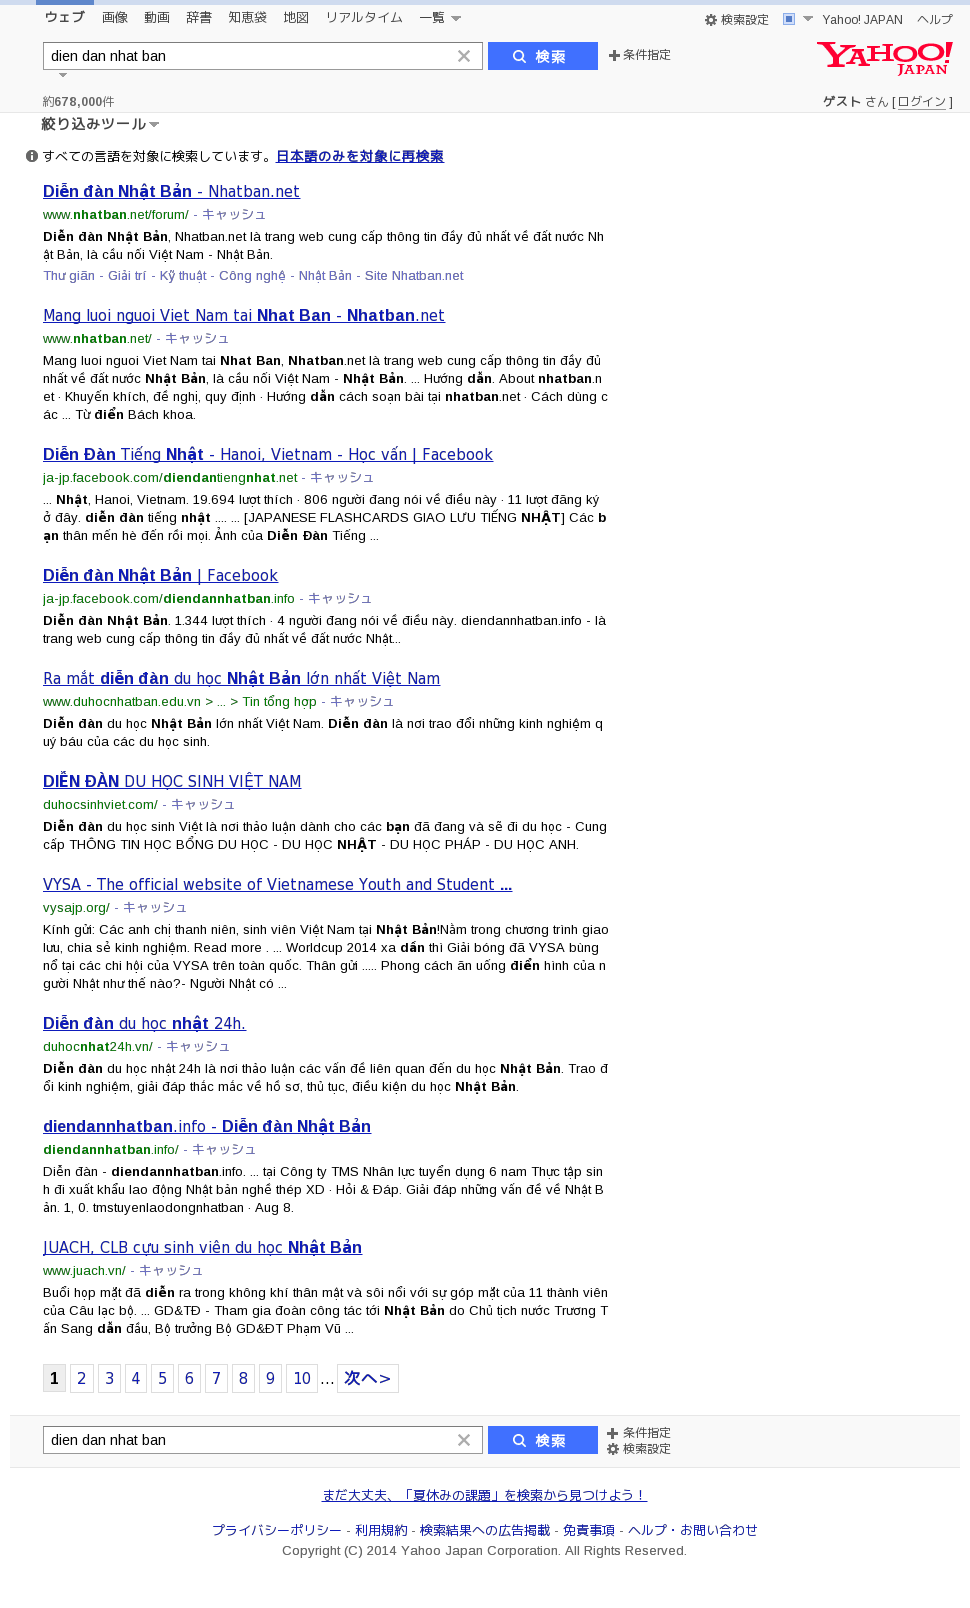 ウェブ 画像 動画 辞書 知恵袋 地図 リアルタイム 一覧 検索設定 Yahoo! JAPAN ヘルプ
dien dan nhat ban 検索 条件指定 YAHOO! JAPAN
約678,000件 ゲスト さん [ ログイン ]
絞り込みツール
すべての言語を対象に検索しています。日本語のみを対象に再検索
Diễn đàn Nhật Bản - Nhatban.net
www.nhatban.net/forum/ - キャッシュ
Diễn đàn Nhật Bản, Nhatban.net là trang web cung cấp thông tin đầy đủ nhất về đất nước Nh
ật Bản, là cầu nối Việt Nam - Nhật Bản.
Thư giãn - Giải trí - Kỹ thuật - Công nghệ - Nhật Bản - Site Nhatban.net
Mang luoi nguoi Viet Nam tai Nhat Ban - Nhatban.net
www.nhatban.net/ - キャッシュ
Mang luoi nguoi Viet Nam tai Nhat Ban, Nhatban.net là trang web cung cấp thông tin đầy đủ
nhất về đất nước Nhật Bản, là cầu nối Việt Nam - Nhật Bản. ... Hướng dẫn. About nhatban.n
et · Khuyến khích, đề nghị, quy định · Hướng dẫn cách soạn bài tại nhatban.net · Cách dùng c
ác ... Từ điển Bách khoa.
Diễn Đàn Tiếng Nhật - Hanoi, Vietnam - Học vấn | Facebook
ja-jp.facebook.com/diendantiengnhat.net - キャッシュ
... Nhật, Hanoi, Vietnam. 19.694 lượt thích · 806 người đang nói về điều này · 11 lượt đăng ký
ở đây. diễn đàn tiếng nhật .... ... [JAPANESE FLASHCARDS GIAO LƯU TIẾNG NHẬT] Các b
ạn thân mến hè đến rồi mọi. Ảnh của Diễn Đàn Tiếng ...
Diễn đàn Nhật Bản | Facebook
ja-jp.facebook.com/diendannhatban.info - キャッシュ
Diễn đàn Nhật Bản. 1.344 lượt thích · 4 người đang nói về điều này. diendannhatban.info - là
trang web cung cấp thông tin đầy đủ nhất về đất nước Nhật...
Ra mắt diễn đàn du học Nhật Bản lớn nhất Việt Nam
www.duhocnhatban.edu.vn > ... > Tin tổng hợp - キャッシュ
Diễn đàn du học Nhật Bản lớn nhất Việt Nam. Diễn đàn là nơi trao đổi những kinh nghiệm q
uý báu của các du học sinh.
DIỄN ĐÀN DU HỌC SINH VIỆT NAM
duhocsinhviet.com/ - キャッシュ
Diễn đàn du học sinh Việt là nơi thảo luận dành cho các bạn đã đang và sẽ đi du học - Cung
cấp THÔNG TIN HỌC BỔNG DU HỌC - DU HỌC NHẬT - DU HỌC PHÁP - DU HỌC ANH.
VYSA - The official website of Vietnamese Youth and Student ...
vysajp.org/ - キャッシュ
Kính gửi: Các anh chị thanh niên, sinh viên Việt Nam tại Nhật Bản!Nằm trong chương trình giao
lưu, chia sẻ kinh nghiệm. Read more . ... Worldcup 2014 xa dần thì Giải bóng đã VYSA bùng
nổ tại các chi hội của VYSA trên toàn quốc. Thân gửi ..... Phong cách ăn uống điển hình của n
gười Nhật như thế nào?- Người Nhật có ...
Diễn đàn du học nhật 24h.
duhocnhat24h.vn/ - キャッシュ
Diễn đàn du học nhật 24h là nơi thảo luận các vấn đề liên quan đến du học Nhật Bản. Trao đ
ổi kinh nghiệm, giải đáp thắc mắc về hồ sơ, thủ tục, điều kiện du học Nhật Bản.
diendannhatban.info - Diễn đàn Nhật Bản
diendannhatban.info/ - キャッシュ
Diễn đàn - diendannhatban.info. ... tại Công ty TMS Nhân lực tuyển dụng 6 nam Thực tập sin
h đi xuất khẩu lao động Nhật bản nghề thép XD · Hỏi & Đáp. Giải đáp những vấn đề về Nhật B
ản. 1, 0. tmstuyenlaodongnhatban · Aug 8.
JUACH, CLB cựu sinh viên du học Nhật Bản
www.juach.vn/ - キャッシュ
Buổi họp mặt đã diễn ra trong không khí thân mật và sôi nổi với sự góp mặt của 11 thành viên
của Câu lạc bộ. ... GD&TĐ - Tham gia đoàn công tác tới Nhật Bản do Chủ tịch nước Trương T
ấn Sang dẫn đầu, Bộ trưởng Bộ GD&ĐT Phạm Vũ ...
1 2 3 4 5 6 7 8 9 10 ... 次へ>
dien dan nhat ban 検索 条件指定
検索設定
まだ大丈夫、「夏休みの課題」を検索から見つけよう！
プライバシーポリシー - 利用規約 - 検索結果への広告掲載 - 免責事項 - ヘルプ・お問い合わせ
Copyright (C) 2014 Yahoo Japan Corporation. All Rights Reserved.